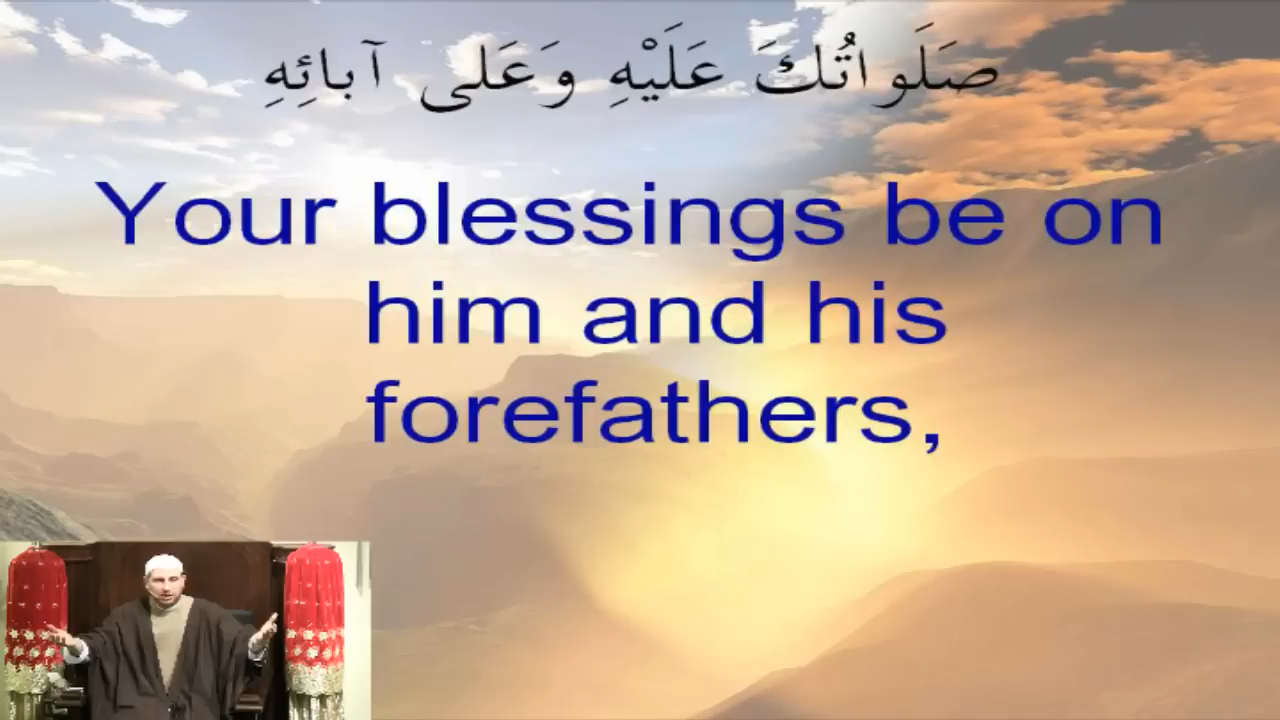 صَلَواتُكَ عَلَيْهِ وَعَلى آبائِهِ
Your blessings be on
him and his
forefathers,